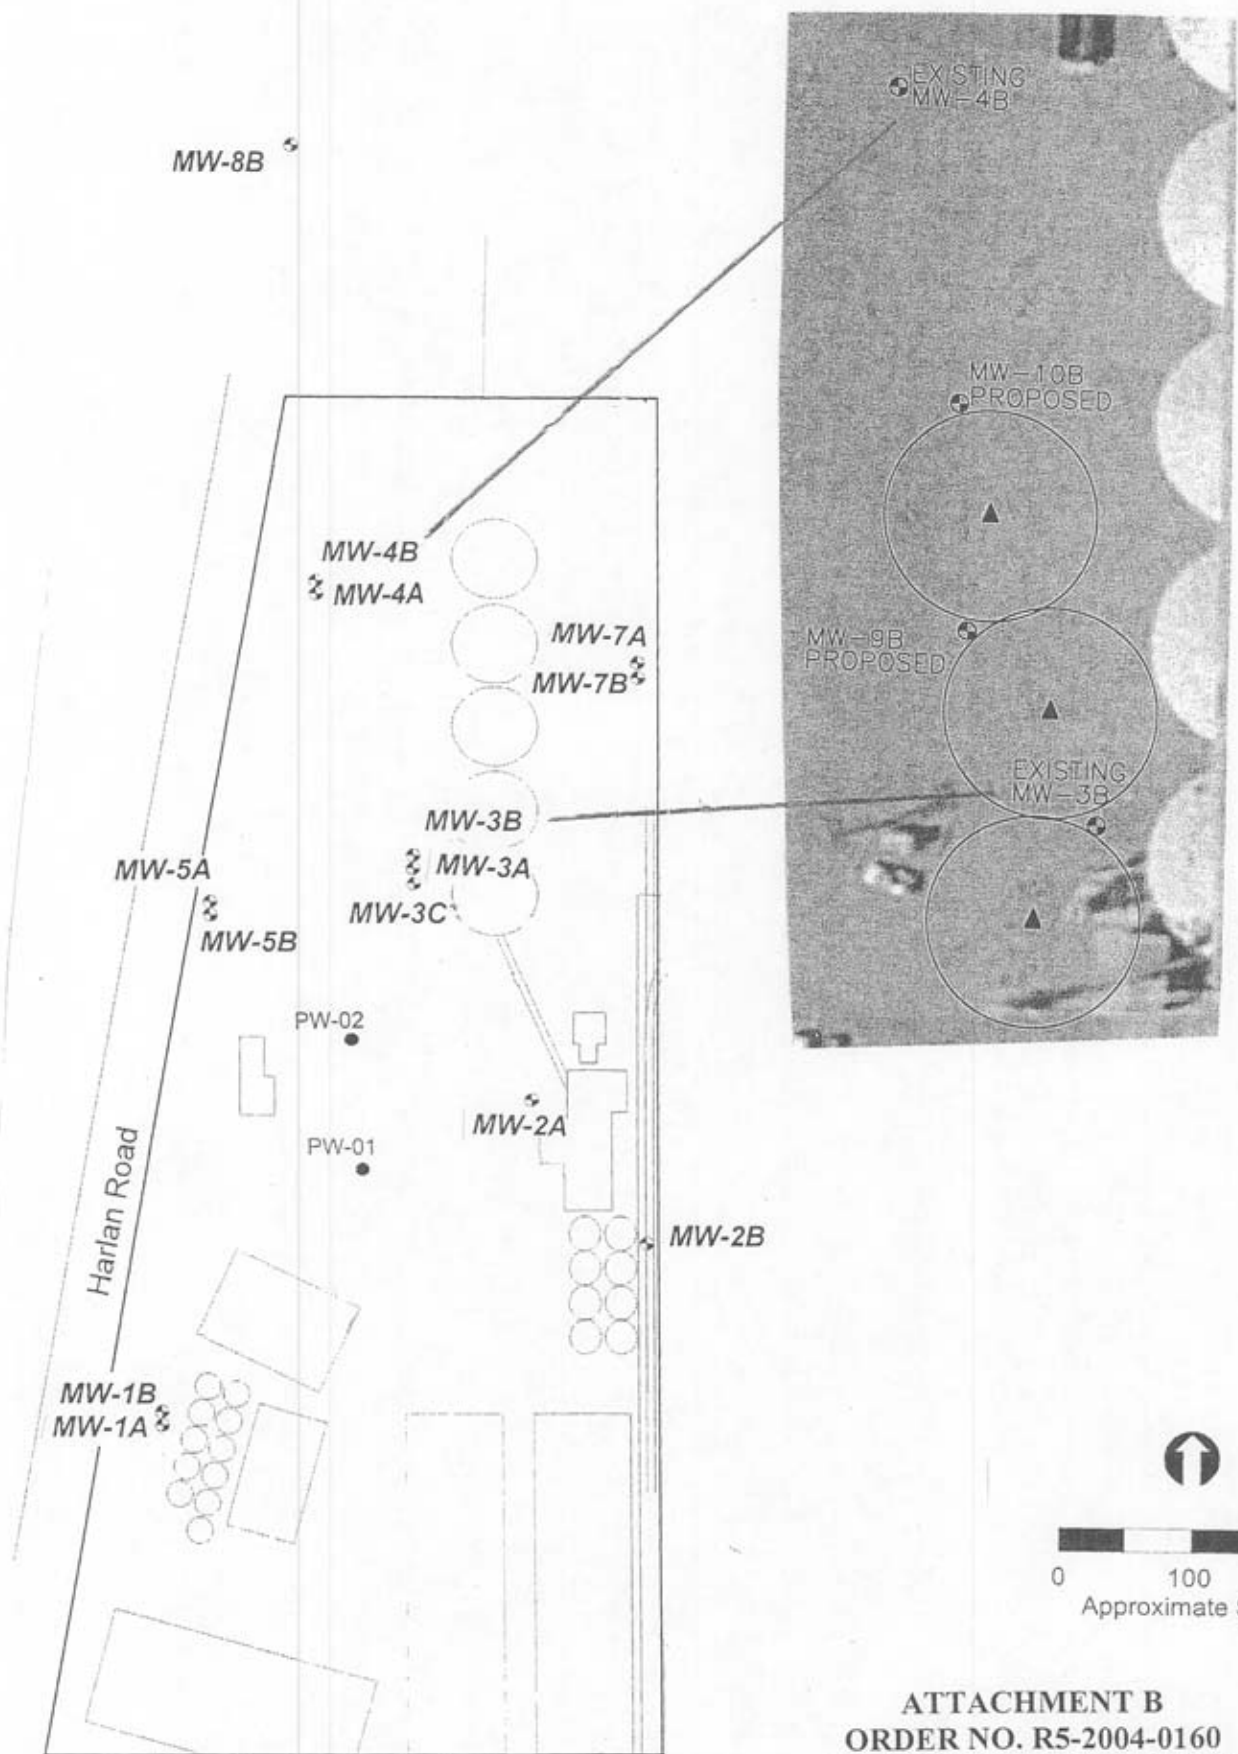 EXISTING
MW-4B
MW-8B
MW-10B
PROPOSED
MW-4B
MW-4A
MW-7A
MW-7B
MW-9B
PROPOSED
EXISTING
MW-3B
MW-3B
MW-3A
MW-3C
MW-5A
MW-5B
PW-02
MW-2A
PW-01
Harlan Road
MW-2B
MW-1B
MW-1A
0 100
Approximate
ATTACHMENT B
ORDER NO. R5-2004-0160